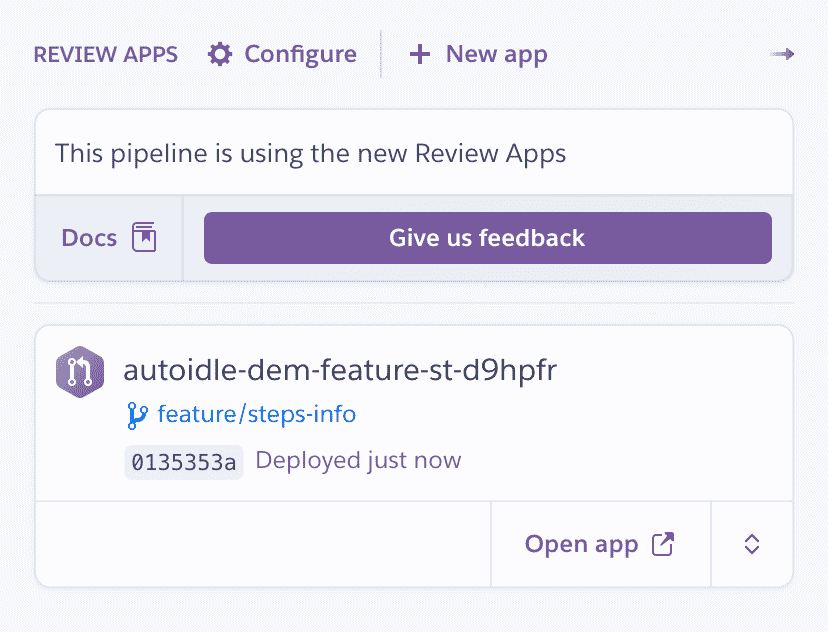 REVIEW APPS Configure New app
This pipeline is using the new Review Apps
Docs Give us feedback
autoidle-dem-feature-st-d9hpfr
feature/steps-info
0135353a Deployed just now
Open app